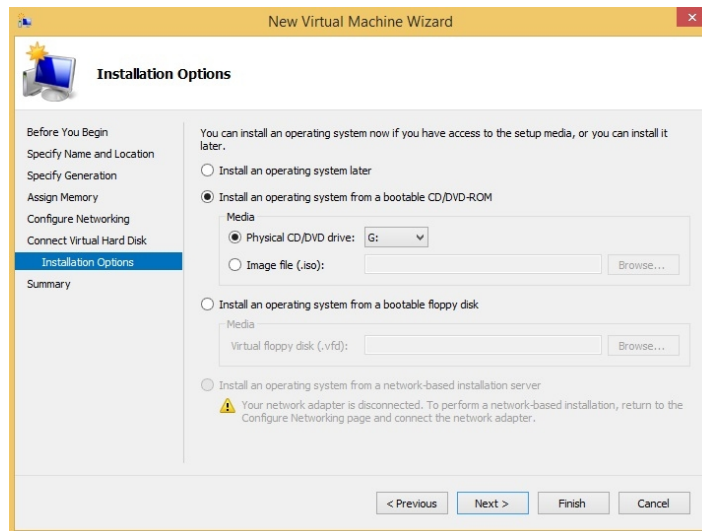 New Virtual Machine Wizard
Installation Options
Before You Begin
Specify Name and Location
Specify Generation
Assign Memory
Configure Networking
Connect Virtual Hard Disk
Installation Options
Summary
You can install an operating system now if you have access to the setup media, or you can install it
later.
Install an operating system later
Install an operating system from a bootable CD/DVD-ROM
Media
Physical CD/DVD drive: G:
Image file (.iso): Browse...
Install an operating system from a bootable floppy disk
Media
Virtual floppy disk (.vfd): Browse...
Install an operating system from a network-based installation server
Your network adapter is disconnected. To perform a network-based installation, return to the
Configure Networking page and connect the network adapter.
< Previous Next > Finish Cancel